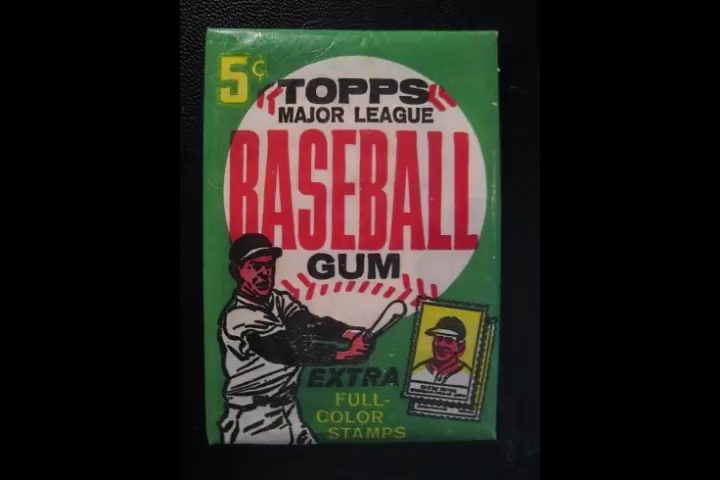 5¢
TOPPS
MAJOR LEAGUE
BASEBALL
GUM
EXTRA
FULL-
COLOR
STAMPS